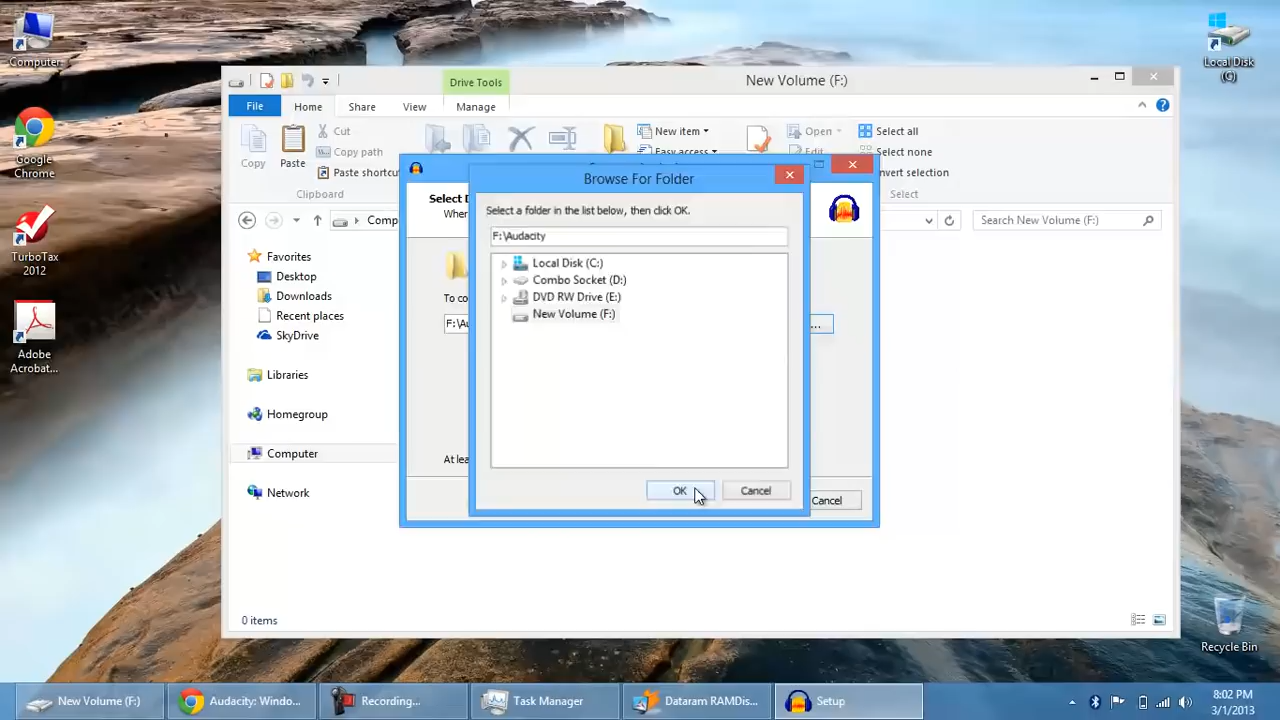 Computer
Google
Chrome
TurboTax
2012
Adobe
Acrobat...
Local Disk
(C)
Recycle Bin
Drive Tools
New Volume (F:)
File
Home
Share
View
Manage
Copy
Paste
Cut
Copy path
Paste shortcu
Clipboard
New item
Easy access
Open
Edit
Select all
Select none
nvert selection
Select
Comp
Search New Volume (F:)
Favorites
Desktop
Downloads
Recent places
SkyDrive
Libraries
Homegroup
Computer
Network
0 items
Select D
Whe
To co
F:\Au
...
At lea
Cancel
Browse For Folder
Select a folder in the list below, then click OK.
F:\Audacity
Local Disk (C:)
Combo Socket (D:)
DVD RW Drive (E:)
New Volume (F:)
OK
Cancel
New Volume (F:)
Audacity: Windo...
Recording...
Task Manager
Dataram RAMDis...
Setup
8:02 PM
3/1/2013